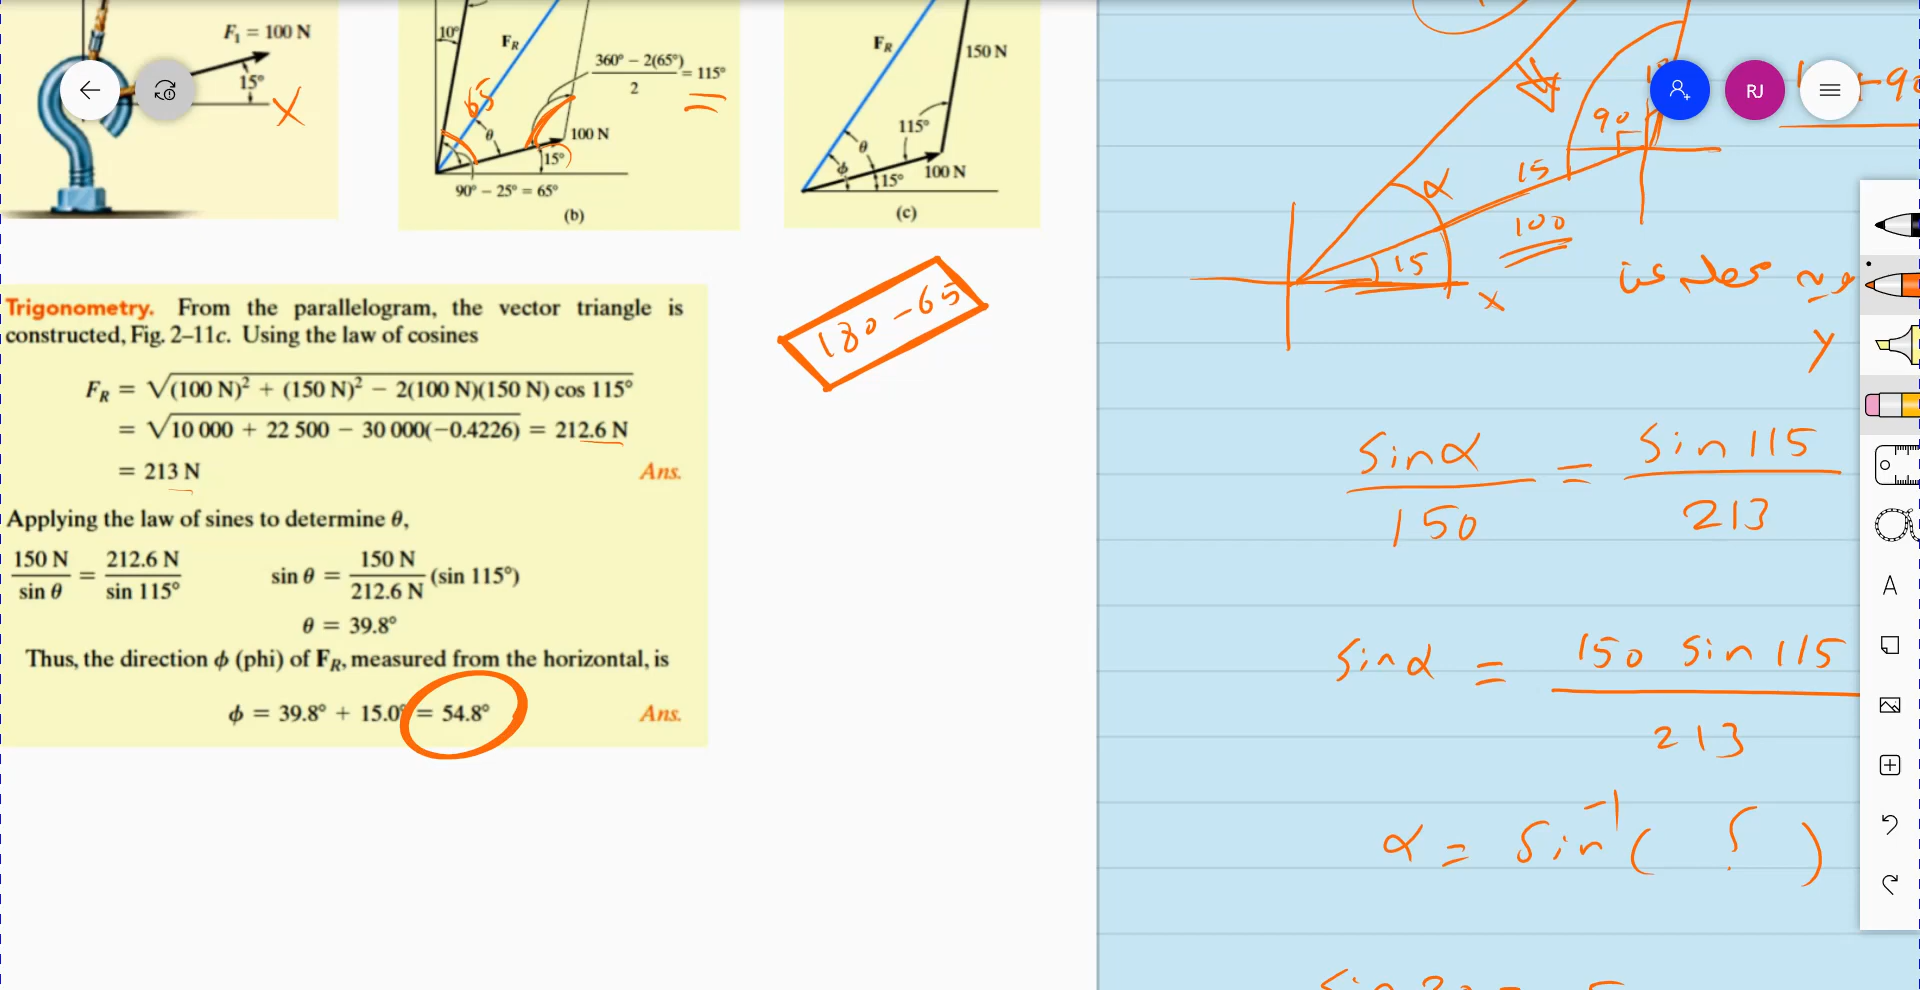 F₁ = 100 N
15°
X
10°
F_R
65
θ
360° − 2(65°)
2
= 115°
100 N
15°
90° − 25° = 65°
(b)
F_R
150 N
115°
θ
ϕ
15°
100 N
(c)
Trigonometry. From the parallelogram, the vector triangle is
constructed, Fig. 2–11c. Using the law of cosines
F_R = √(100 N)² + (150 N)² − 2(100 N)(150 N) cos 115°
= √10 000 + 22 500 − 30 000(−0.4226) = 212.6 N
= 213 N Ans.
Applying the law of sines to determine θ,
150 N / sin θ = 212.6 N / sin 115° sin θ = 150 N / 212.6 N (sin 115°)
θ = 39.8°
Thus, the direction ϕ (phi) of F_R, measured from the horizontal, is
ϕ = 39.8° + 15.0° = 54.8° Ans.
180 − 65
RJ
90
15
α
100
15
x
y
sin α / 150 = sin 115 / 213
sin α = 150 sin 115 / 213
α = sin⁻¹( ? )
A